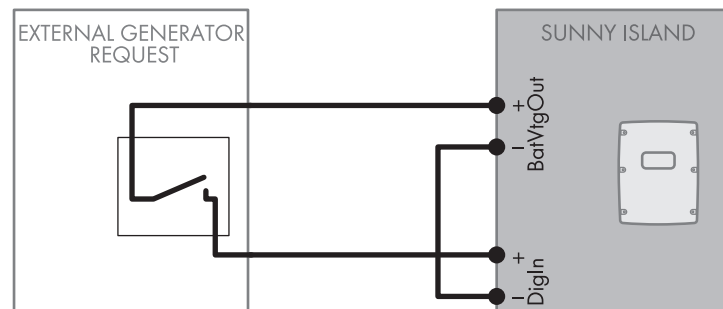 EXTERNAL GENERATOR
REQUEST
SUNNY ISLAND
+
–
BatVtgOut
+
–
DigIn